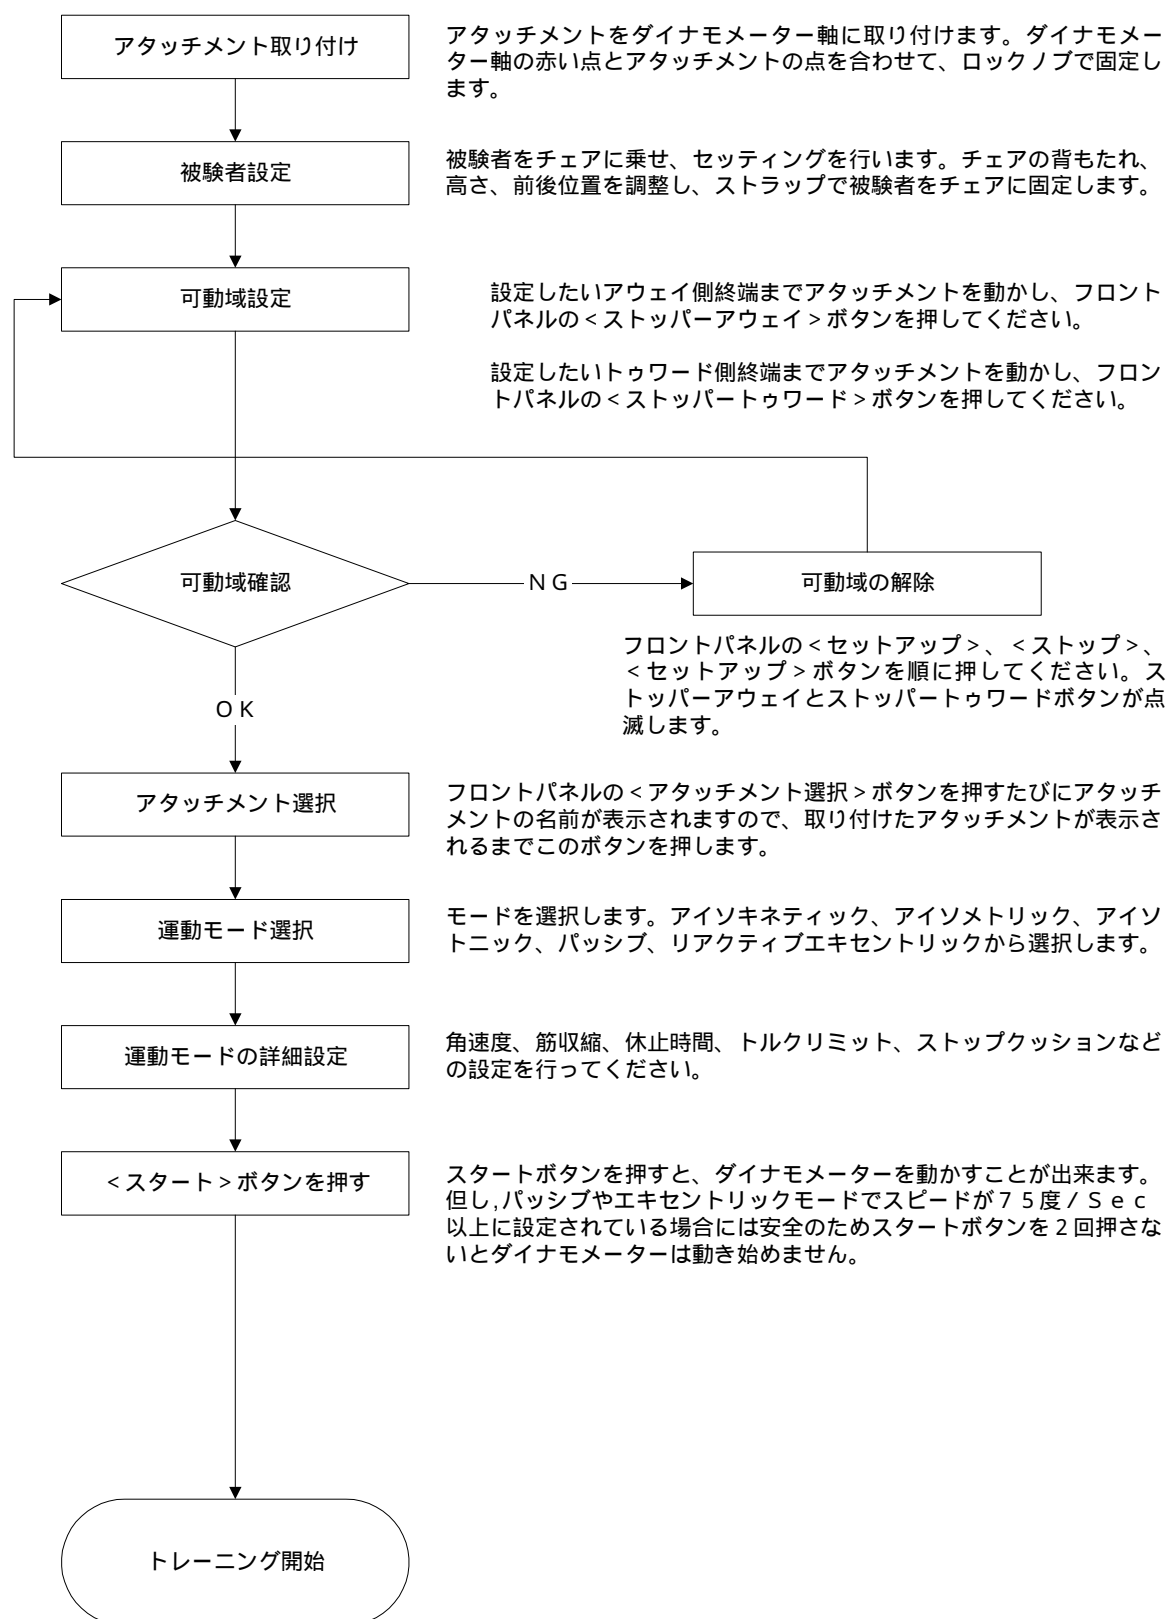 アタッチメント取り付け
アタッチメントをダイナモメーター軸に取り付けます。ダイナモメー
ター軸の赤い点とアタッチメントの点を合わせて、ロックノブで固定し
ます。
被験者設定
被験者をチェアに乗せ、セッティングを行います。チェアの背もたれ、
高さ、前後位置を調整し、ストラップで被験者をチェアに固定します。
可動域設定
設定したいアウェイ側終端までアタッチメントを動かし、フロント
パネルの<ストッパーアウェイ>ボタンを押してください。
設定したいトゥワード側終端までアタッチメントを動かし、フロン
トパネルの<ストッパートゥワード>ボタンを押してください。
可動域確認
NG
可動域の解除
フロントパネルの<セットアップ>、<ストップ>、
<セットアップ>ボタンを順に押してください。ス
トッパーアウェイとストッパートゥワードボタンが点
滅します。
OK
アタッチメント選択
フロントパネルの<アタッチメント選択>ボタンを押すたびにアタッチ
メントの名前が表示されますので、取り付けたアタッチメントが表示さ
れるまでこのボタンを押します。
運動モード選択
モードを選択します。アイソキネティック、アイソメトリック、アイソ
トニック、パッシブ、リアクティブエキセントリックから選択します。
運動モードの詳細設定
角速度、筋収縮、休止時間、トルクリミット、ストップクッションなど
の設定を行ってください。
<スタート>ボタンを押す
スタートボタンを押すと、ダイナモメーターを動かすことが出来ます。
但し,パッシブやエキセントリックモードでスピードが75度/Sec
以上に設定されている場合には安全のためスタートボタンを2回押さな
いとダイナモメーターは動き始めません。
トレーニング開始